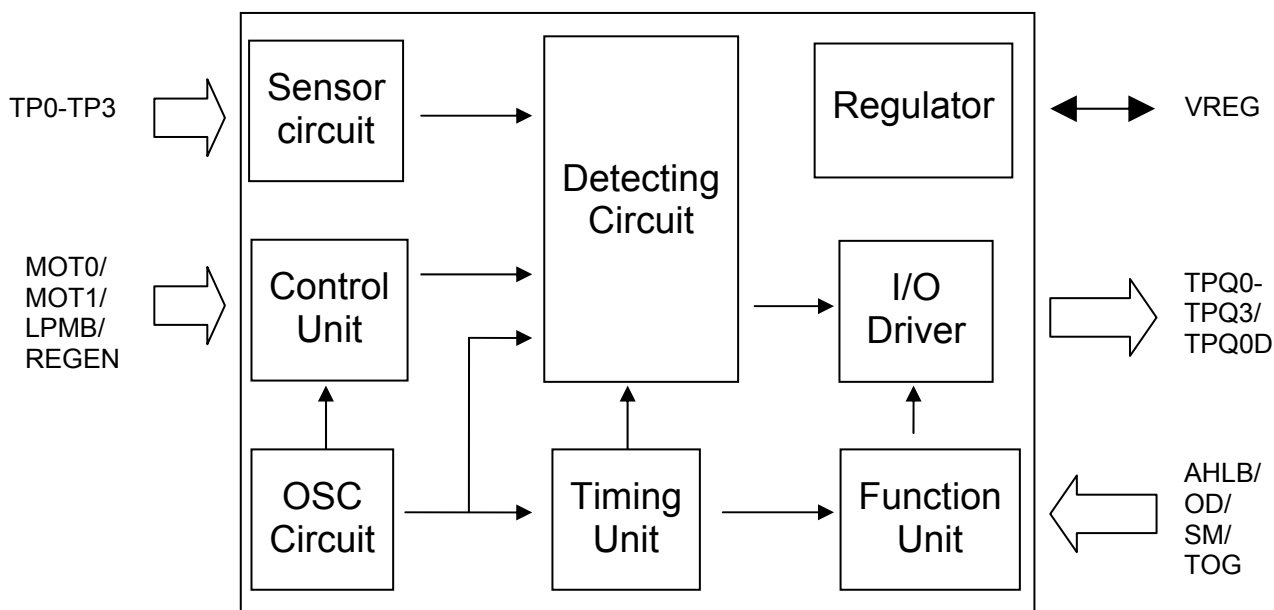 TP0-TP3
Sensor
circuit
Detecting
Circuit
Regulator
VREG
MOT0/
MOT1/
LPMB/
REGEN
Control
Unit
I/O
Driver
TPQ0-
TPQ3/
TPQ0D
OSC
Circuit
Timing
Unit
Function
Unit
AHLB/
OD/
SM/
TOG